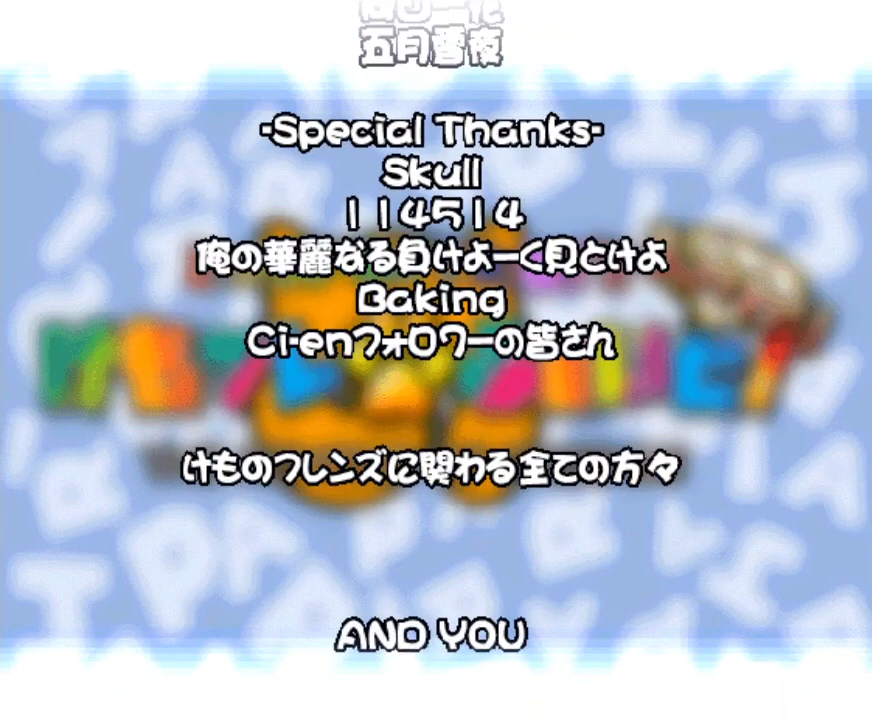 五月雪夜
-Special Thanks-
Skull
114514
俺の華麗なる負けよーく見とけよ
Baking
Ci-enフォロワーの皆さん
けものフレンズに関わる全ての方々
AND YOU